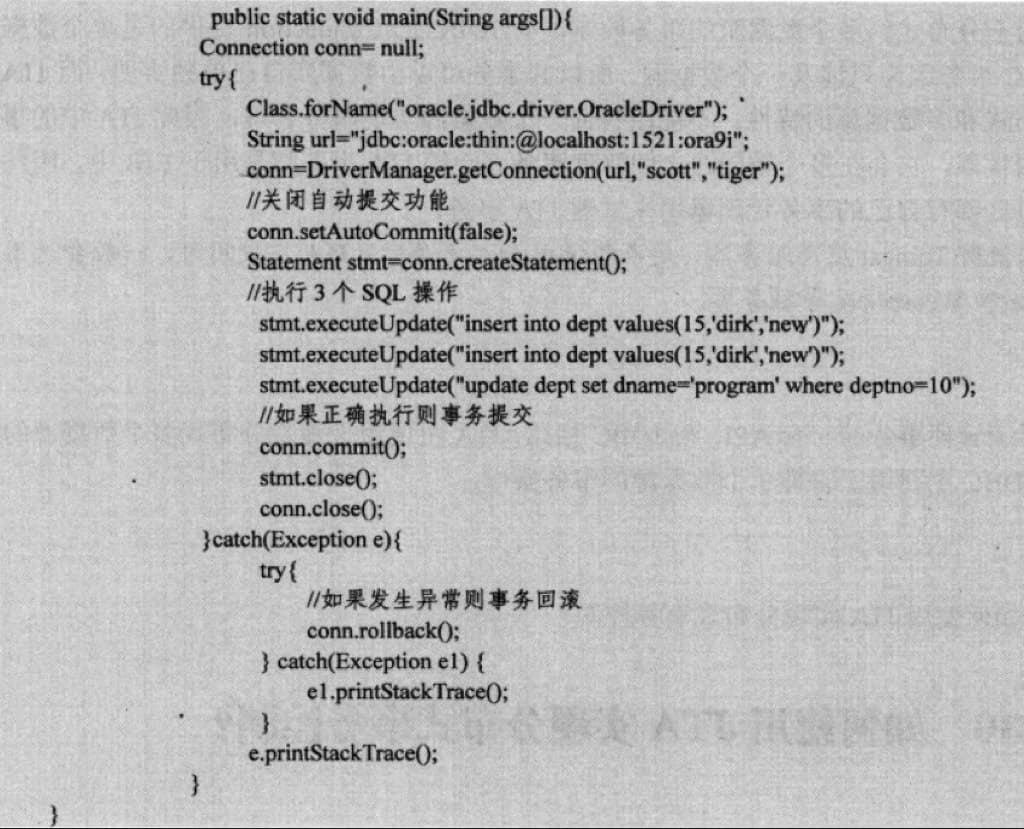 public static void main(String args[]){
Connection conn= null;
try{
Class.forName("oracle.jdbc.driver.OracleDriver");
String url="jdbc:oracle:thin:@localhost:1521:ora9i";
conn=DriverManager.getConnection(url,"scott","tiger");
//关闭自动提交功能
conn.setAutoCommit(false);
Statement stmt=conn.createStatement();
//执行 3 个 SQL 操作
stmt.executeUpdate("insert into dept values(15,'dirk','new')");
stmt.executeUpdate("insert into dept values(15,'dirk','new')");
stmt.executeUpdate("update dept set dname='program' where deptno=10");
//如果正确执行则事务提交
conn.commit();
stmt.close();
conn.close();
}catch(Exception e){
try{
//如果发生异常则事务回滚
conn.rollback();
} catch(Exception e1) {
e1.printStackTrace();
}
e.printStackTrace();
}
}